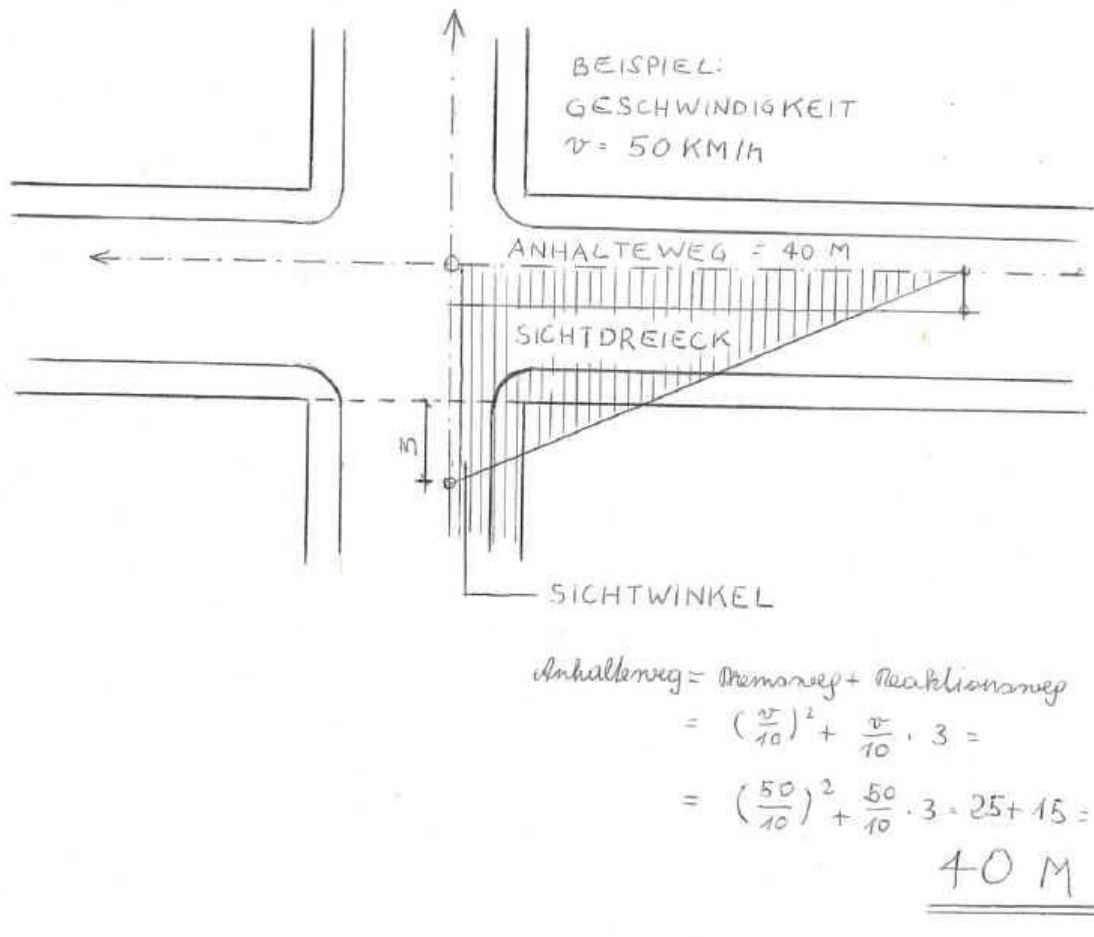 BEISPIEL:
GESCHWINDIGKEIT
v = 50 KM/h
ANHALTEWEG = 40 M
SICHTDREIECK
SICHTWINKEL
Anhalteweg = Bremsweg + Reaktionsweg
= (v/10)² + v/10 · 3 =
= (50/10)² + 50/10 · 3 = 25 + 15 =
40 M